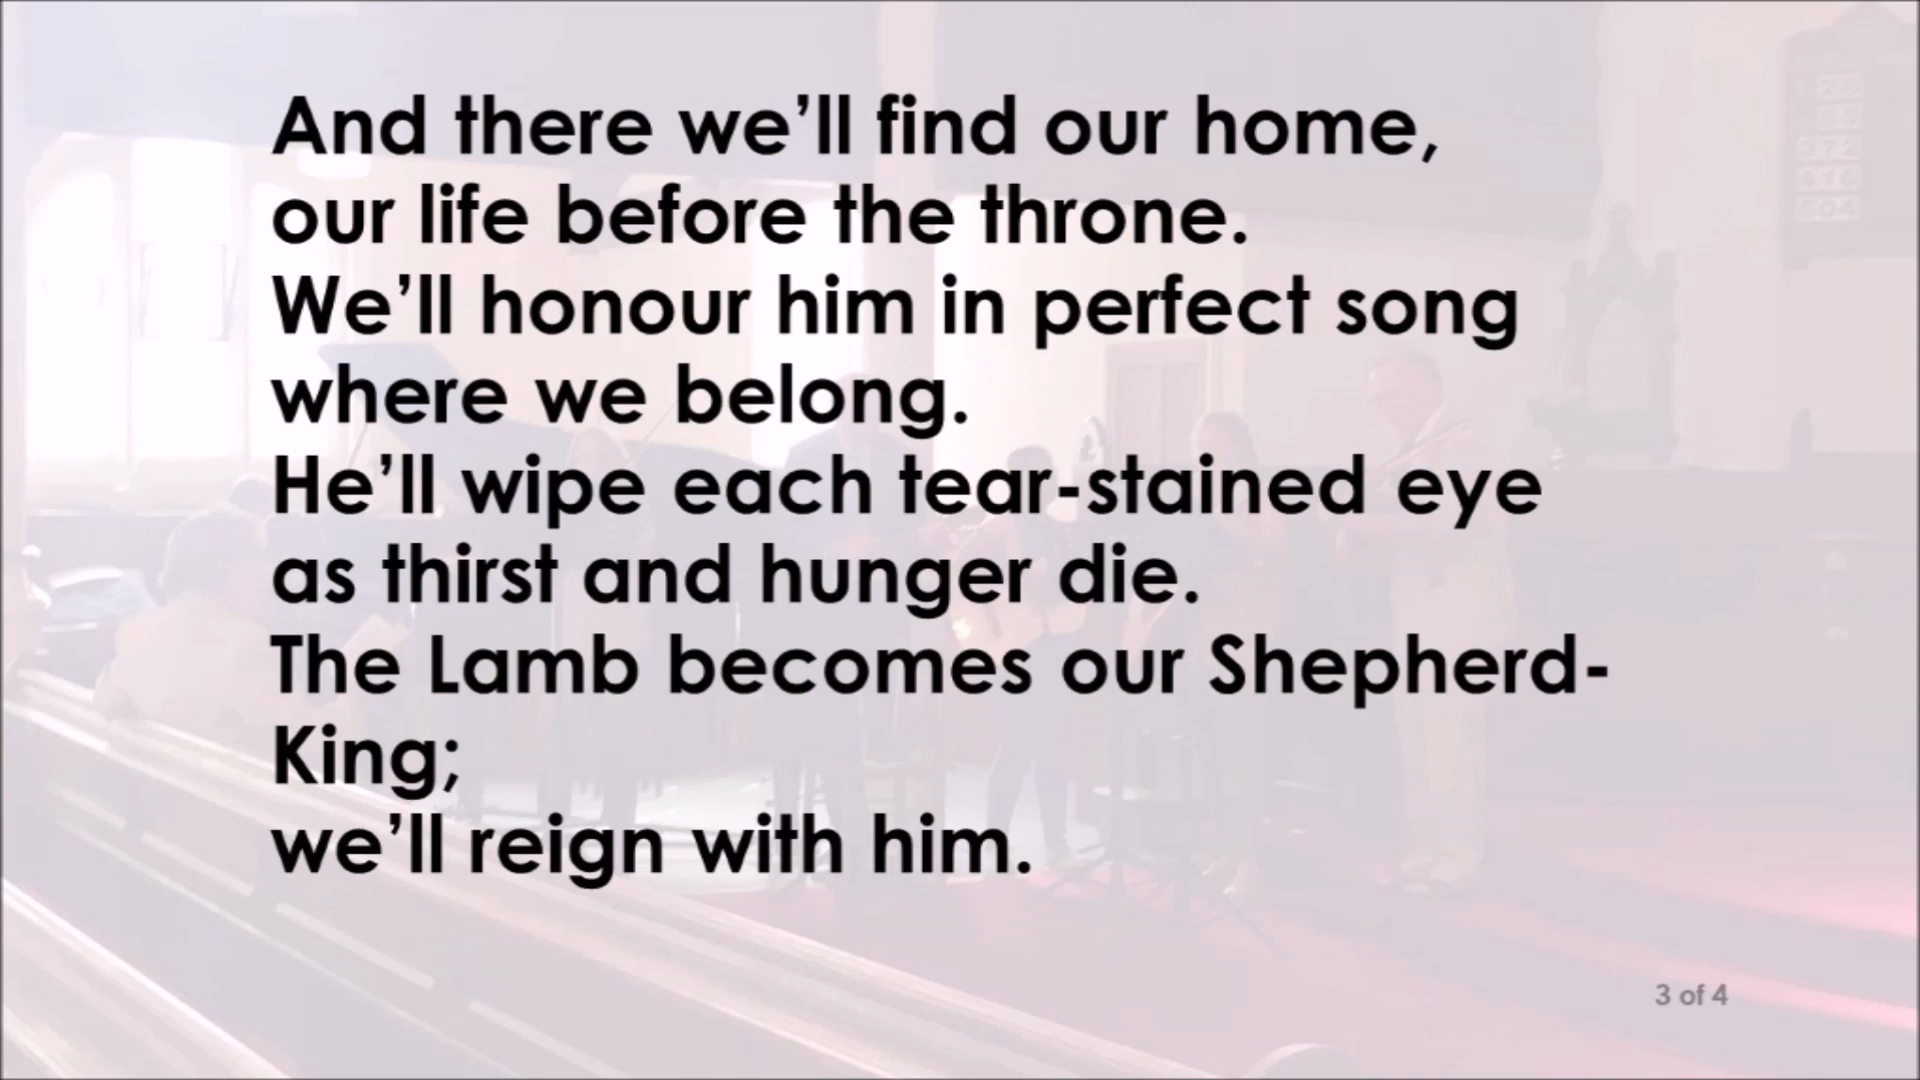 And there we’ll find our home,
our life before the throne.
We’ll honour him in perfect song
where we belong.
He’ll wipe each tear-stained eye
as thirst and hunger die.
The Lamb becomes our Shepherd-
King;
we’ll reign with him.
3 of 4